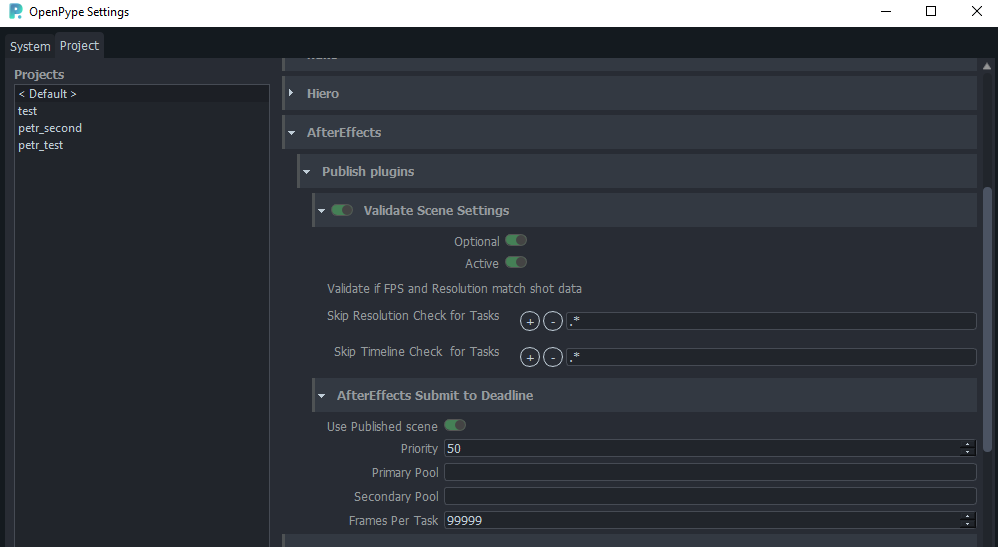 OpenPype Settings
System
Project
Projects
< Default >
test
petr_second
petr_test
Hiero
AfterEffects
Publish plugins
Validate Scene Settings
Optional
Active
Validate if FPS and Resolution match shot data
Skip Resolution Check for Tasks + - .*
Skip Timeline Check for Tasks + - .*
AfterEffects Submit to Deadline
Use Published scene
Priority 50
Primary Pool
Secondary Pool
Frames Per Task 99999